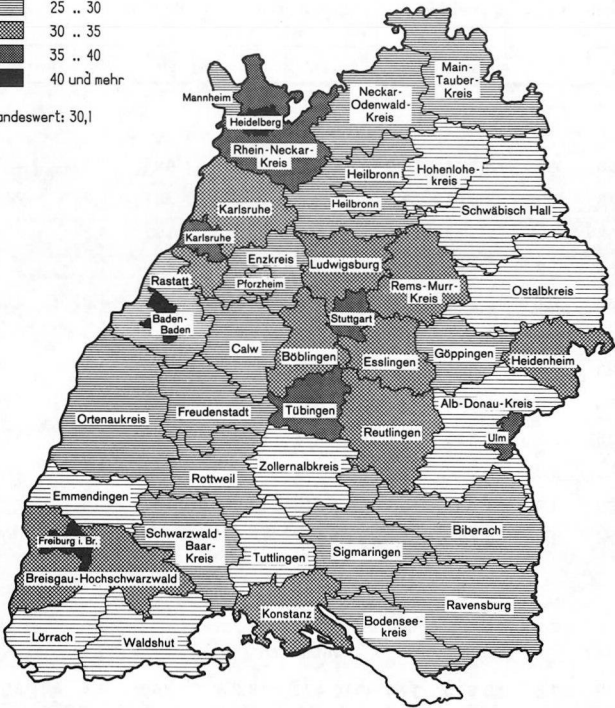 25 .. 30
30 .. 35
35 .. 40
40 und mehr
andeswert: 30,1
Main-
Tauber-
Kreis
Neckar-
Odenwald-
Kreis
Mannheim
Heidelberg
Rhein-Neckar-
Kreis
Hohenlohe-
kreis
Heilbronn
Heilbronn
Karlsruhe
Schwäbisch Hall
Karlsruhe
Enzkreis
Ludwigsburg
Rastatt
Pforzheim
Rems-Murr-
Kreis
Ostalbkreis
Baden-
Baden
Stuttgart
Calw
Böblingen
Esslingen
Göppingen
Heidenheim
Alb-Donau-Kreis
Ortenaukreis
Freudenstadt
Tübingen
Reutlingen
Ulm
Zollernalbkreis
Rottweil
Emmendingen
Biberach
Freiburg i. Br.
Schwarzwald-
Baar-
Kreis
Tuttlingen
Sigmaringen
Breisgau-Hochschwarzwald
Ravensburg
Konstanz
Bodensee-
kreis
Lörrach
Waldshut